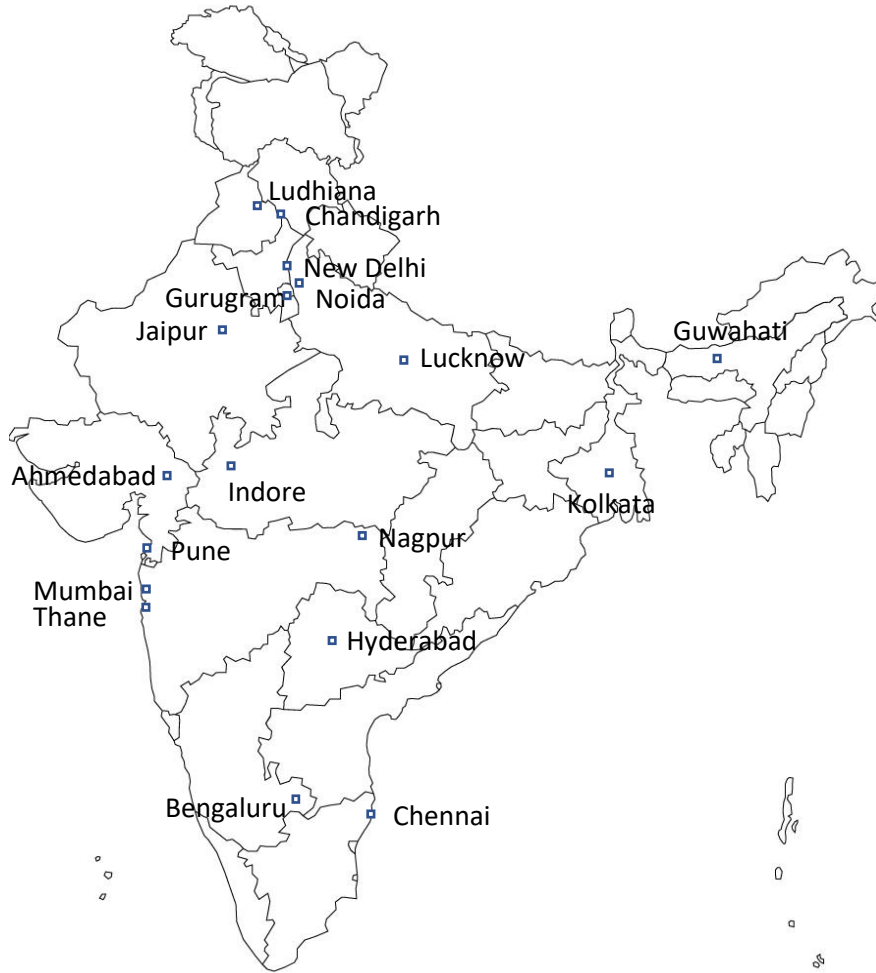 Ludhiana
Chandigarh
New Delhi
Gurugram
Noida
Jaipur
Guwahati
Lucknow
Ahmedabad
Indore
Kolkata
Nagpur
Pune
Mumbai
Thane
Hyderabad
Bengaluru
Chennai